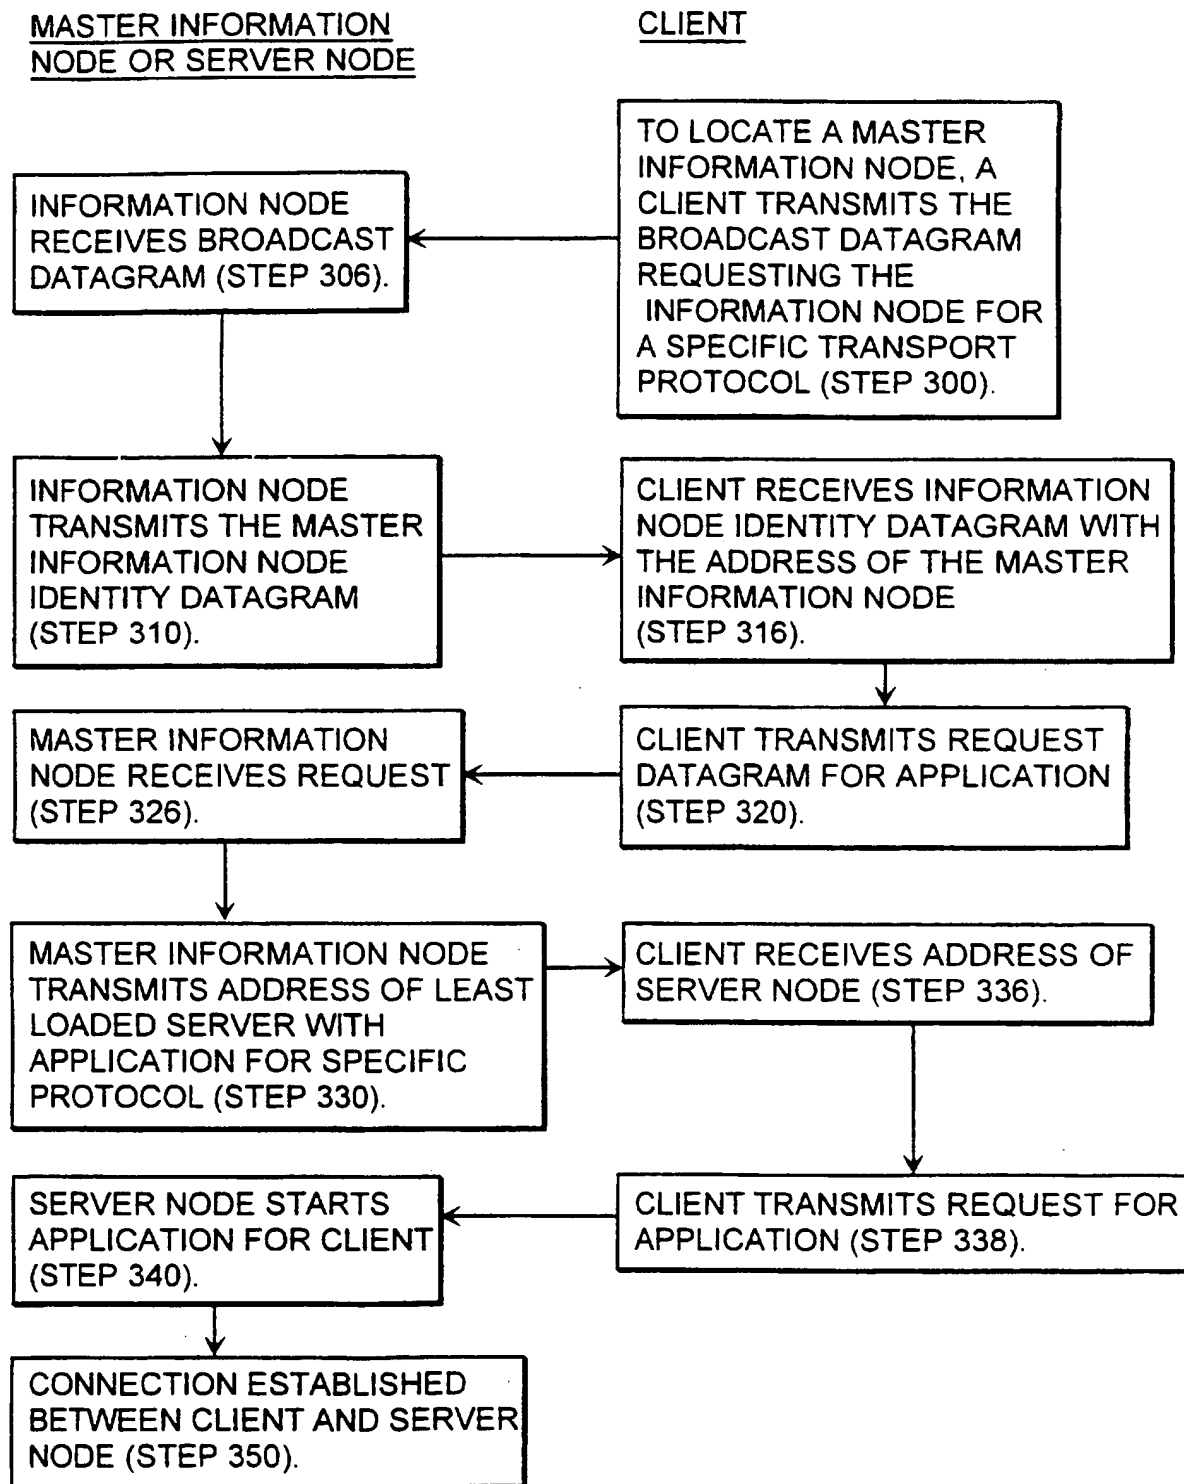 MASTER INFORMATION
NODE OR SERVER NODE
CLIENT
TO LOCATE A MASTER
INFORMATION NODE, A
CLIENT TRANSMITS THE
BROADCAST DATAGRAM
REQUESTING THE
INFORMATION NODE FOR
A SPECIFIC TRANSPORT
PROTOCOL (STEP 300).
INFORMATION NODE
RECEIVES BROADCAST
DATAGRAM (STEP 306).
INFORMATION NODE
TRANSMITS THE MASTER
INFORMATION NODE
IDENTITY DATAGRAM
(STEP 310).
CLIENT RECEIVES INFORMATION
NODE IDENTITY DATAGRAM WITH
THE ADDRESS OF THE MASTER
INFORMATION NODE
(STEP 316).
CLIENT TRANSMITS REQUEST
DATAGRAM FOR APPLICATION
(STEP 320).
MASTER INFORMATION
NODE RECEIVES REQUEST
(STEP 326).
MASTER INFORMATION NODE
TRANSMITS ADDRESS OF LEAST
LOADED SERVER WITH
APPLICATION FOR SPECIFIC
PROTOCOL (STEP 330).
CLIENT RECEIVES ADDRESS OF
SERVER NODE (STEP 336).
CLIENT TRANSMITS REQUEST FOR
APPLICATION (STEP 338).
SERVER NODE STARTS
APPLICATION FOR CLIENT
(STEP 340).
CONNECTION ESTABLISHED
BETWEEN CLIENT AND SERVER
NODE (STEP 350).